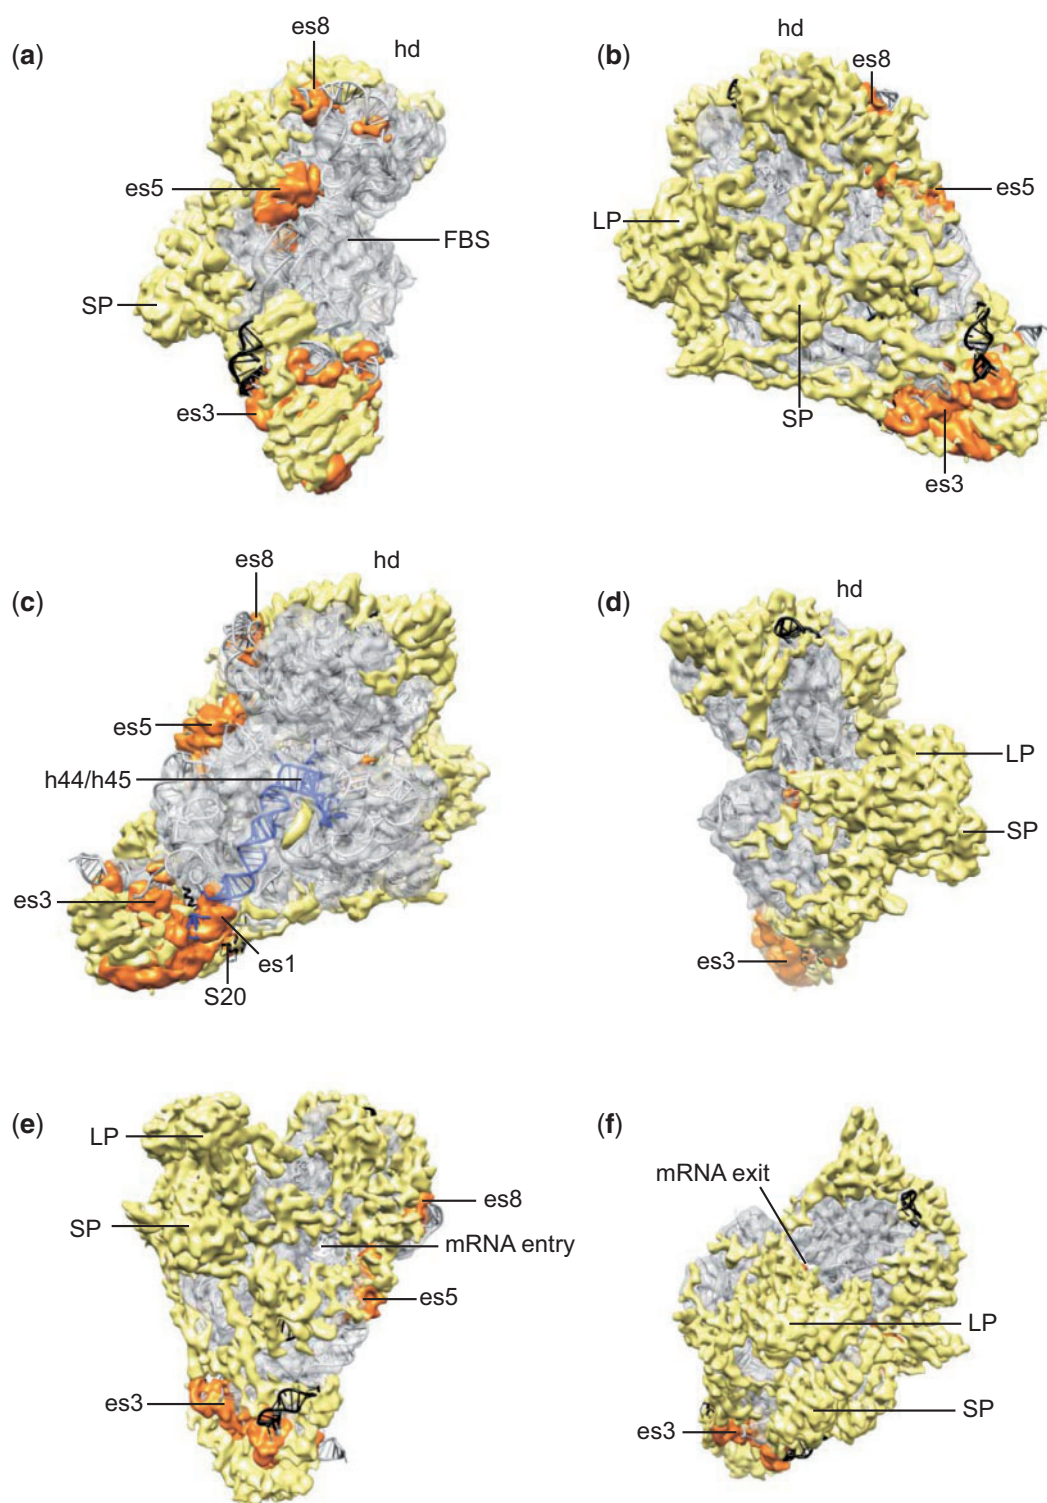 (a)
es8
hd
es5
FBS
SP
es3
(b)
hd
es8
es5
LP
SP
es3
(c)
es8
hd
es5
h44/h45
es3
es1
S20
(d)
hd
LP
SP
es3
(e)
LP
SP
es8
mRNA entry
es5
es3
(f)
mRNA exit
LP
SP
es3